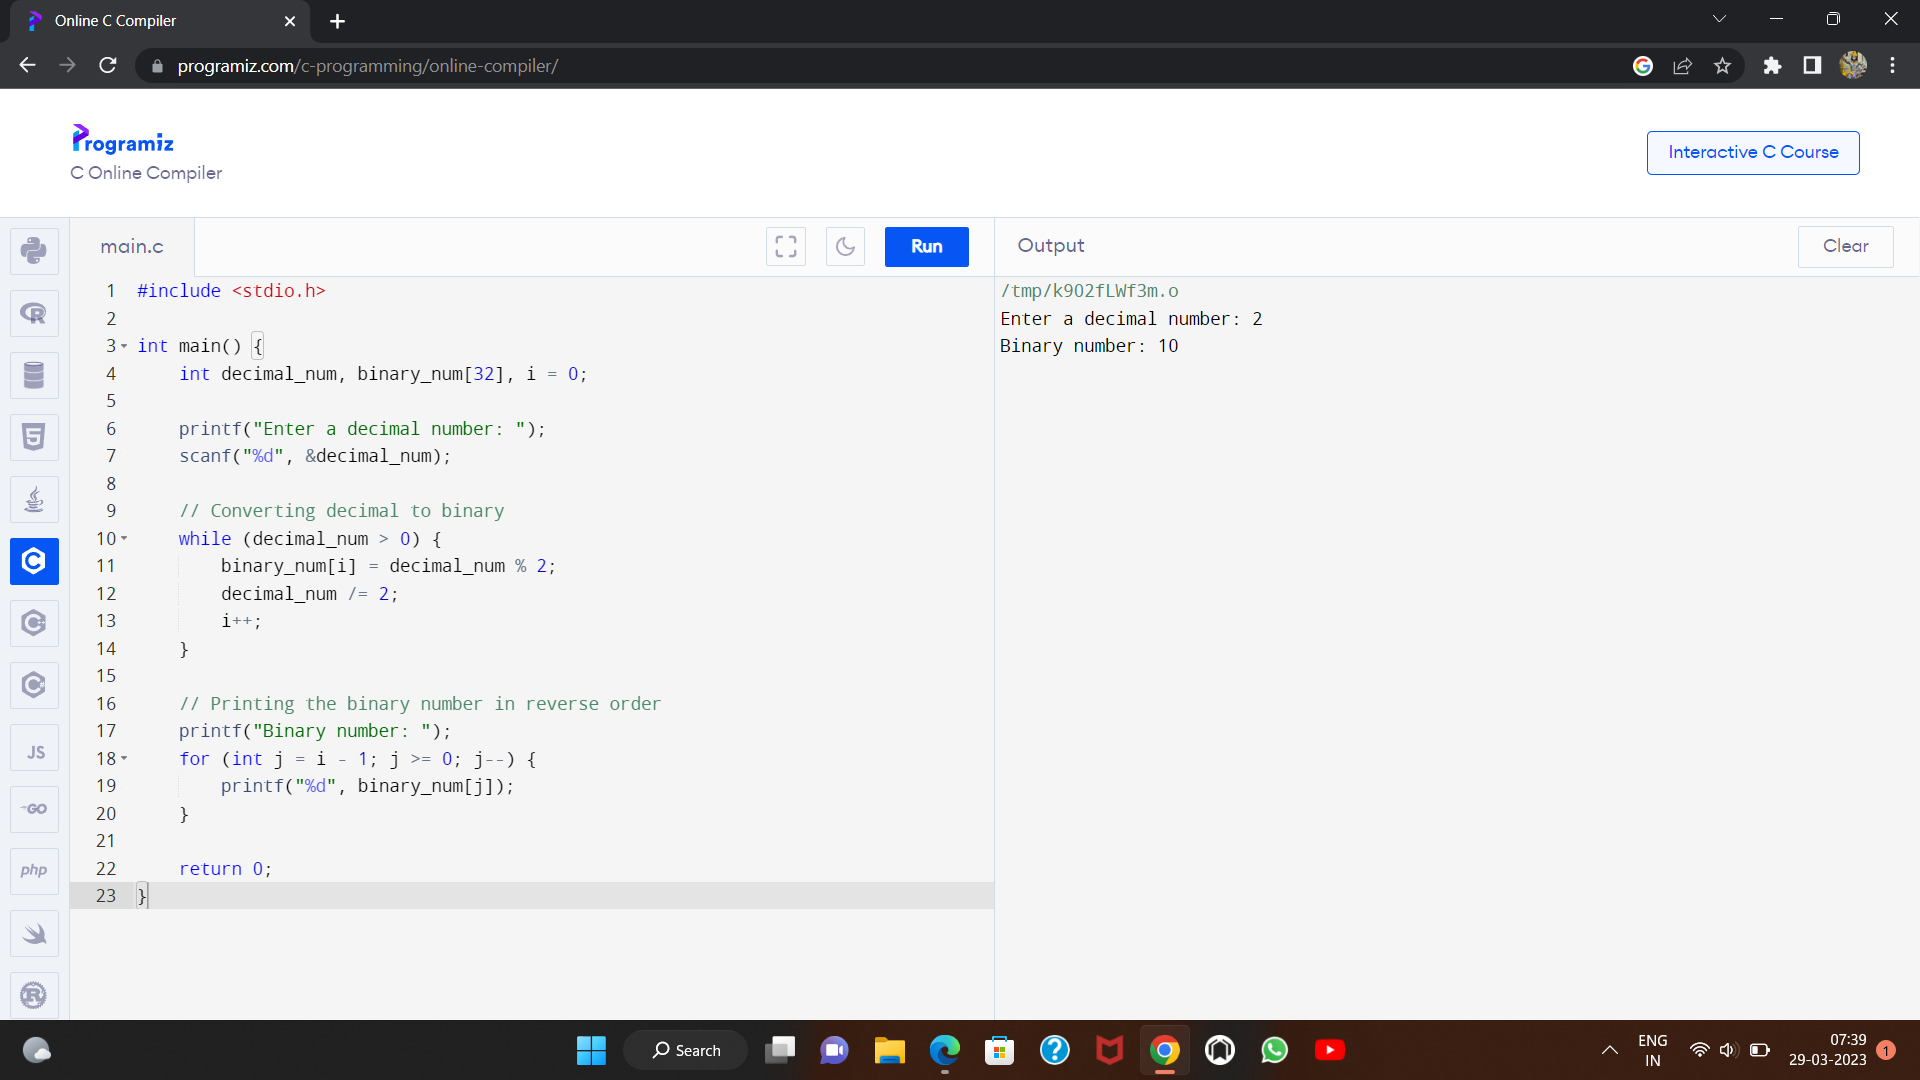 Online C Compiler
programiz.com/c-programming/online-compiler/
Programiz
C Online Compiler
Interactive C Course
main.c
Run
Output
Clear
1 #include <stdio.h>
2
3 int main() {
4     int decimal_num, binary_num[32], i = 0;
5
6     printf("Enter a decimal number: ");
7     scanf("%d", &decimal_num);
8
9     // Converting decimal to binary
10     while (decimal_num > 0) {
11         binary_num[i] = decimal_num % 2;
12         decimal_num /= 2;
13         i++;
14     }
15
16     // Printing the binary number in reverse order
17     printf("Binary number: ");
18     for (int j = i - 1; j >= 0; j--) {
19         printf("%d", binary_num[j]);
20     }
21
22     return 0;
23 }
/tmp/k902fLWf3m.o
Enter a decimal number: 2
Binary number: 10
JS
GO
php
Search
ENG
IN
07:39
29-03-2023
1